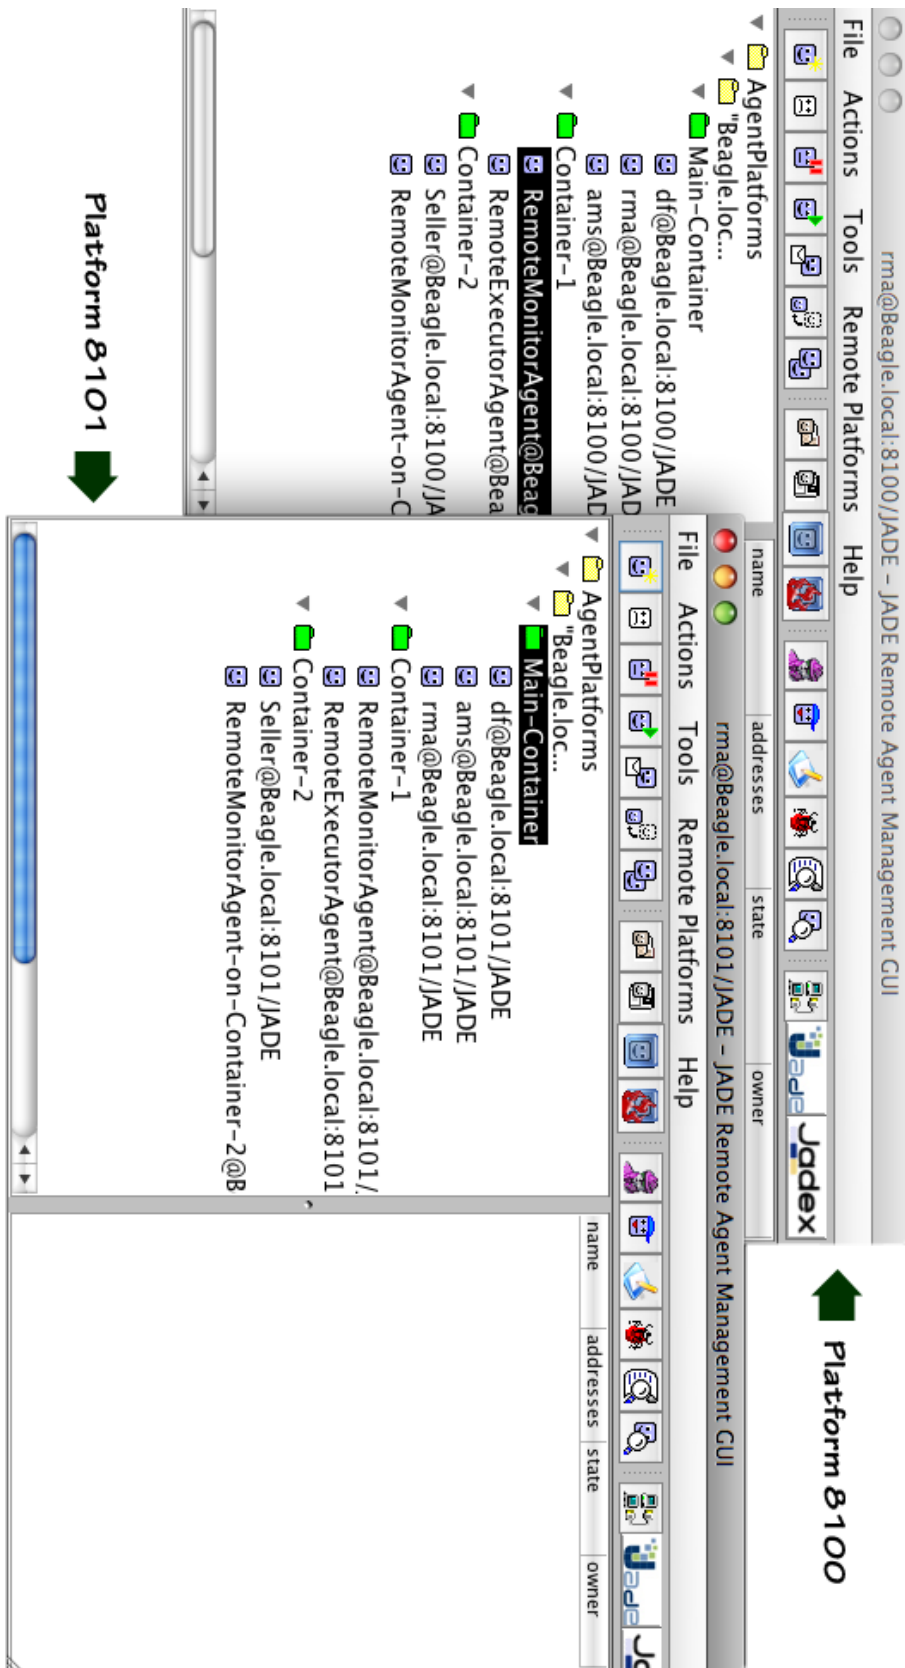 rma@Beagle.local:8100/JADE – JADE Remote Agent Management GUI
File Actions Tools Remote Platforms Help
Jade
Jadex
AgentPlatforms
"Beagle.loc...
Main–Container
df@Beagle.local:8100/JADE
rma@Beagle.local:8100/JAD
ams@Beagle.local:8100/JAD
Container–1
RemoteMonitorAgent@Beag
RemoteExecutorAgent@Bea
Container–2
Seller@Beagle.local:8100/JA
RemoteMonitorAgent–on–C
name addresses state owner
Platform 8100
rma@Beagle.local:8101/JADE – JADE Remote Agent Management GUI
File Actions Tools Remote Platforms Help
Jade
Ja
AgentPlatforms
"Beagle.loc...
Main–Container
df@Beagle.local:8101/JADE
ams@Beagle.local:8101/JADE
rma@Beagle.local:8101/JADE
Container–1
RemoteMonitorAgent@Beagle.local:8101/
RemoteExecutorAgent@Beagle.local:8101
Container–2
Seller@Beagle.local:8101/JADE
RemoteMonitorAgent–on–Container–2@B
name addresses state owner
Platform 8101